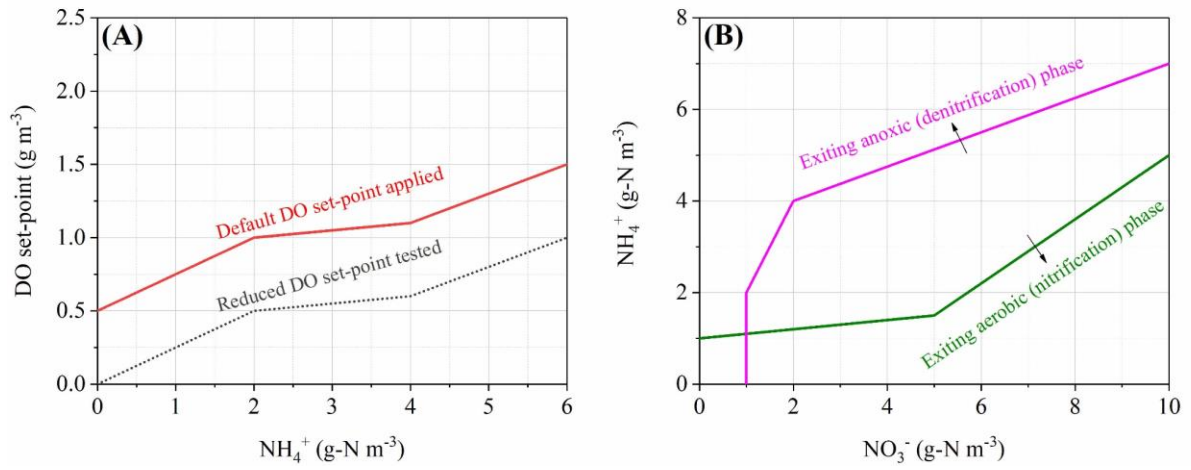 (A)
2.5
2.0
1.5
1.0
0.5
0.0
DO set-point (g m⁻³)
Default DO set-point applied
Reduced DO set-point tested
0 1 2 3 4 5 6
NH₄⁺ (g-N m⁻³)
(B)
8
6
4
2
0
NH₄⁺ (g-N m⁻³)
Exiting anoxic (denitrification) phase
Exiting aerobic (nitrification) phase
0 2 4 6 8 10
NO₃⁻ (g-N m⁻³)